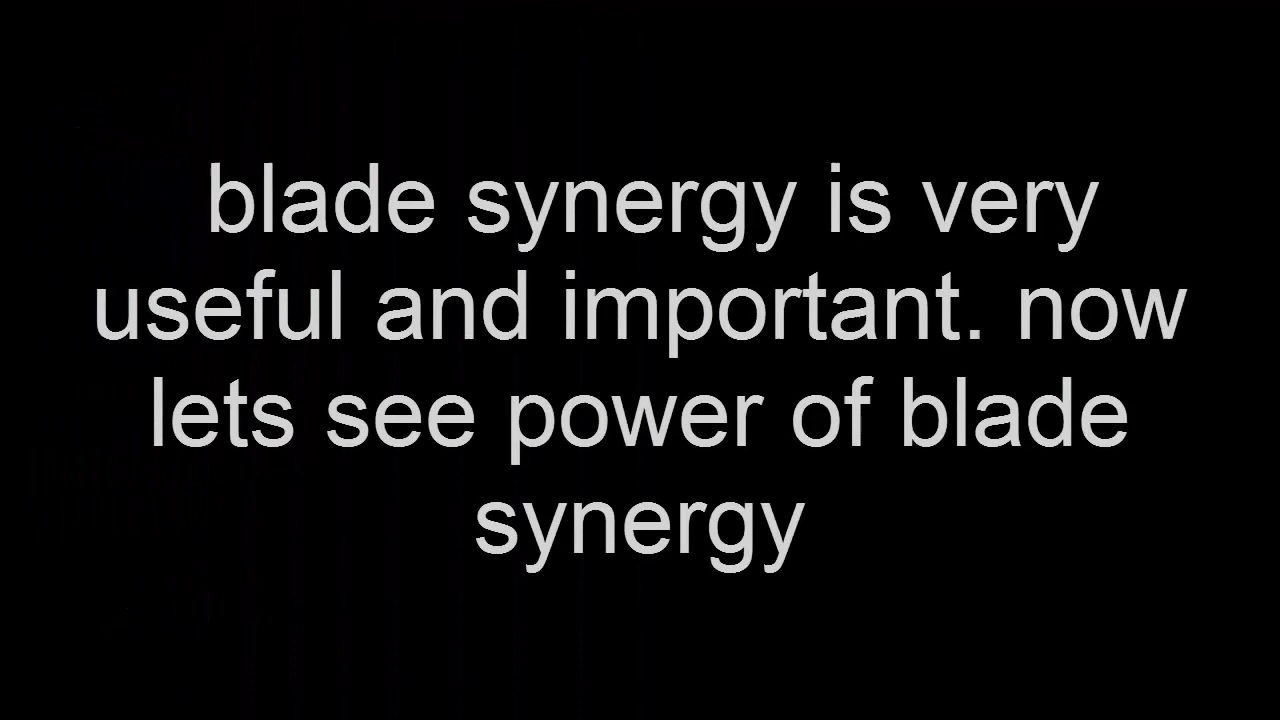 blade synergy is very
useful and important. now
lets see power of blade
synergy